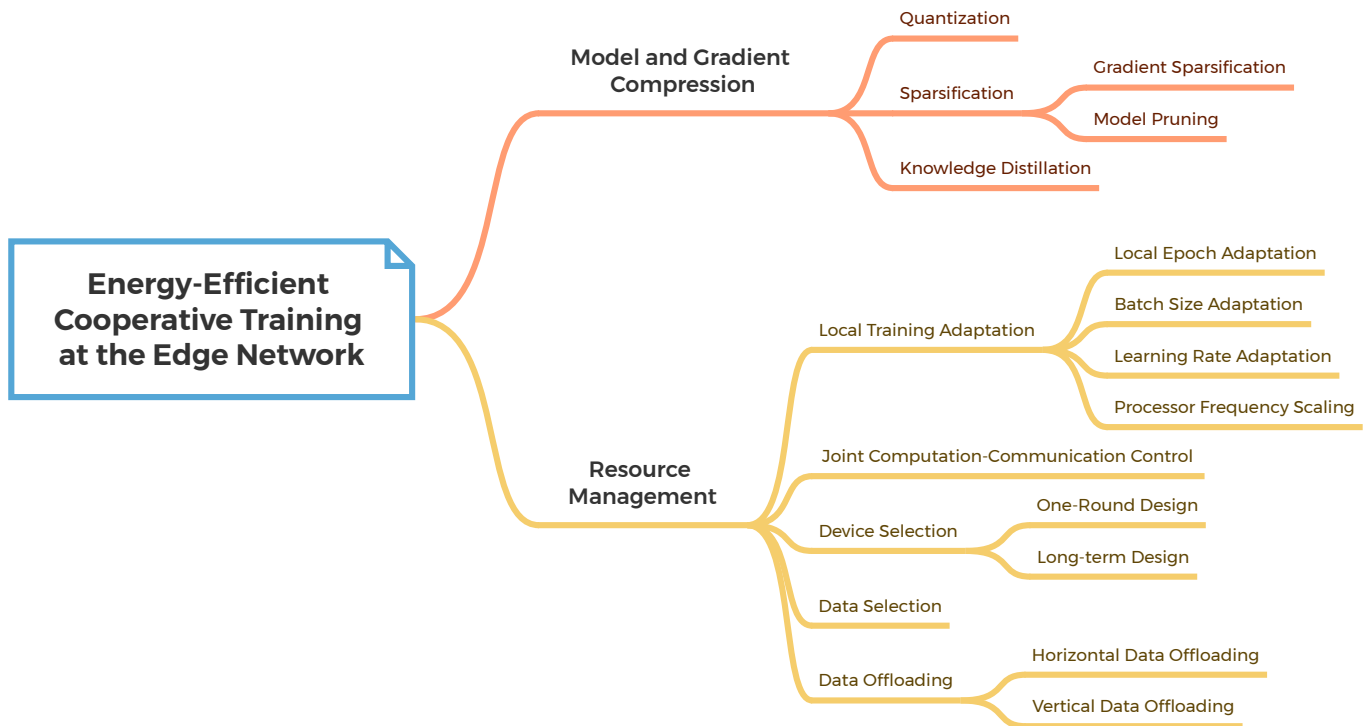 Energy-Efficient
Cooperative Training
at the Edge Network
Model and Gradient
Compression
Quantization
Sparsification
Gradient Sparsification
Model Pruning
Knowledge Distillation
Resource
Management
Local Training Adaptation
Local Epoch Adaptation
Batch Size Adaptation
Learning Rate Adaptation
Processor Frequency Scaling
Joint Computation-Communication Control
Device Selection
One-Round Design
Long-term Design
Data Selection
Data Offloading
Horizontal Data Offloading
Vertical Data Offloading